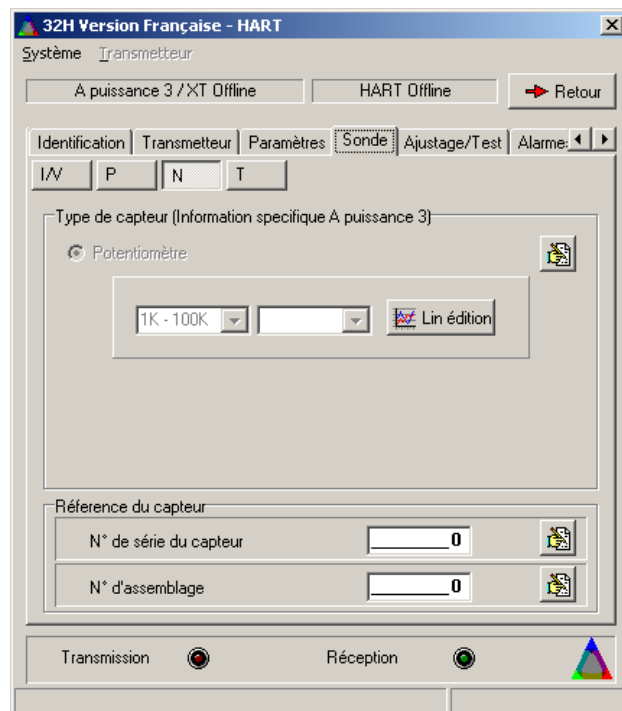 32H Version Française - HART
Système Transmetteur
A puissance 3 / XT Offline HART Offline Retour
Identification Transmetteur Paramètres Sonde Ajustage/Test Alarme
I/V P N T
Type de capteur (Information specifique A puissance 3)
Potentiomètre
1K - 100K Lin édition
Réference du capteur
N° de série du capteur 0
N° d'assemblage 0
Transmission Réception